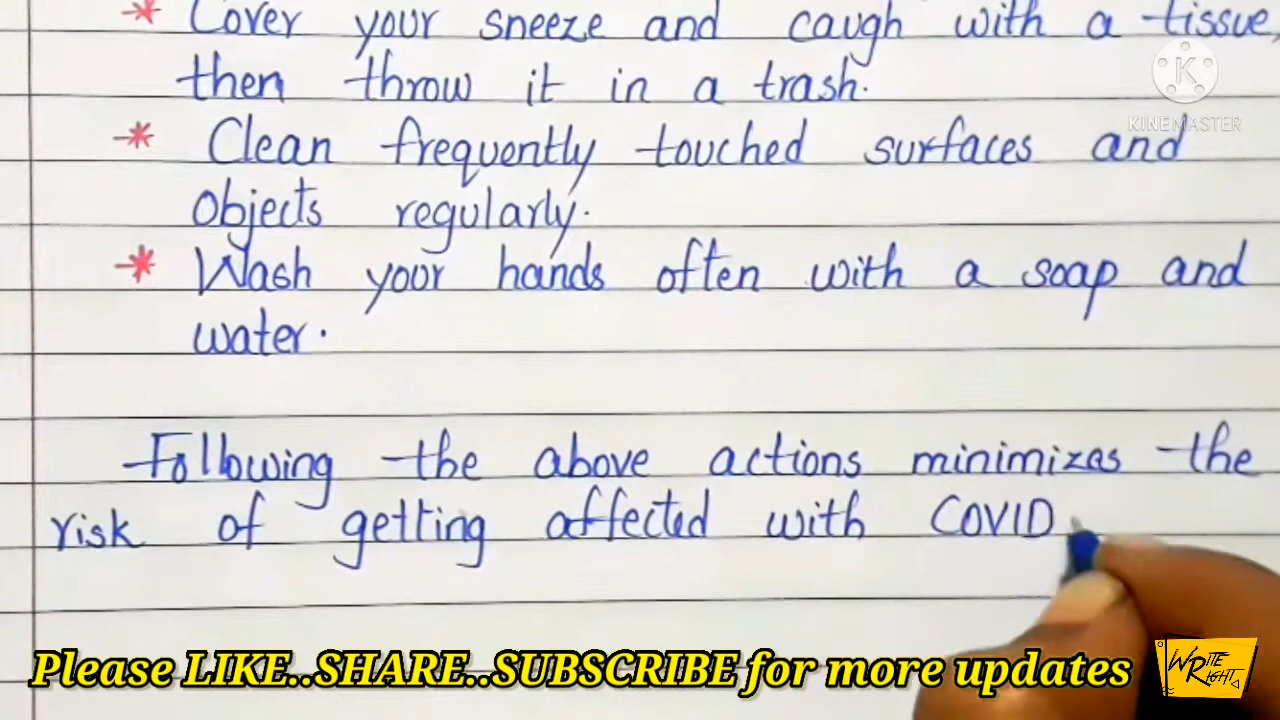 * Cover your sneeze and caugh with a tissue,
then throw it in a trash.
K
KINEMASTER
* Clean frequently touched surfaces and
objects regularly.
* Wash your hands often with a soap and
water.
Following the above actions minimizes the
risk of getting affected with COVID
Please LIKE..SHARE..SUBSCRIBE for more updates
WRITE
RIGHT